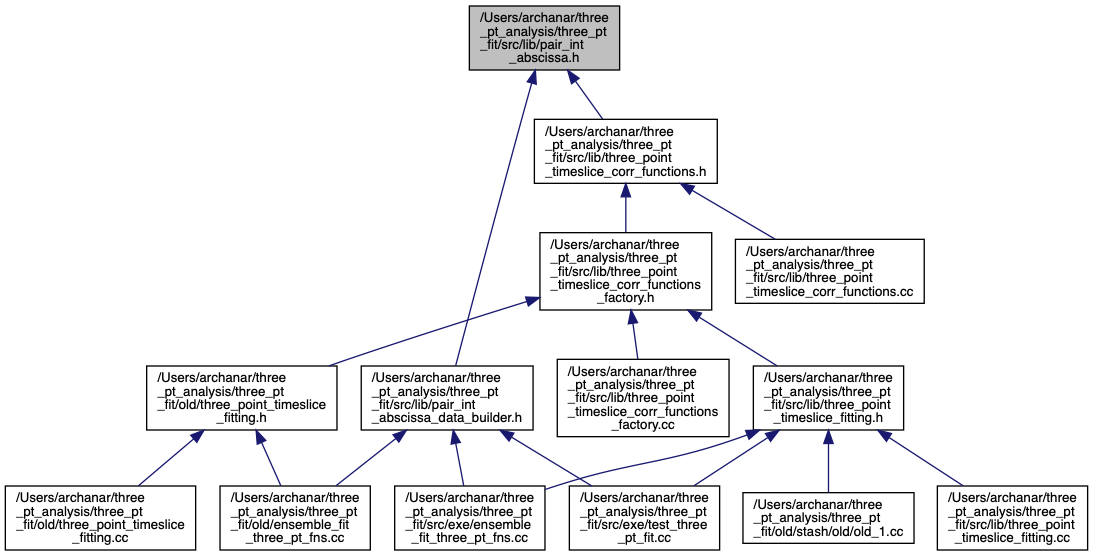 /Users/archanar/three
_pt_analysis/three_pt
_fit/src/lib/pair_int
_abscissa.h
/Users/archanar/three
_pt_analysis/three_pt
_fit/src/lib/three_point
_timeslice_corr_functions.h
/Users/archanar/three
_pt_analysis/three_pt
_fit/src/lib/three_point
_timeslice_corr_functions
_factory.h
/Users/archanar/three
_pt_analysis/three_pt
_fit/src/lib/three_point
_timeslice_corr_functions.cc
/Users/archanar/three
_pt_analysis/three_pt
_fit/old/three_point_timeslice
_fitting.h
/Users/archanar/three
_pt_analysis/three_pt
_fit/src/lib/pair_int
_abscissa_data_builder.h
/Users/archanar/three
_pt_analysis/three_pt
_fit/src/lib/three_point
_timeslice_corr_functions
_factory.cc
/Users/archanar/three
_pt_analysis/three_pt
_fit/src/lib/three_point
_timeslice_fitting.h
/Users/archanar/three
_pt_analysis/three_pt
_fit/old/three_point_timeslice
_fitting.cc
/Users/archanar/three
_pt_analysis/three_pt
_fit/old/ensemble_fit
_three_pt_fns.cc
/Users/archanar/three
_pt_analysis/three_pt
_fit/src/exe/ensemble
_fit_three_pt_fns.cc
/Users/archanar/three
_pt_analysis/three_pt
_fit/src/exe/test_three
_pt_fit.cc
/Users/archanar/three
_pt_analysis/three_pt
_fit/old/stash/old/old_1.cc
/Users/archanar/three
_pt_analysis/three_pt
_fit/src/lib/three_point
_timeslice_fitting.cc